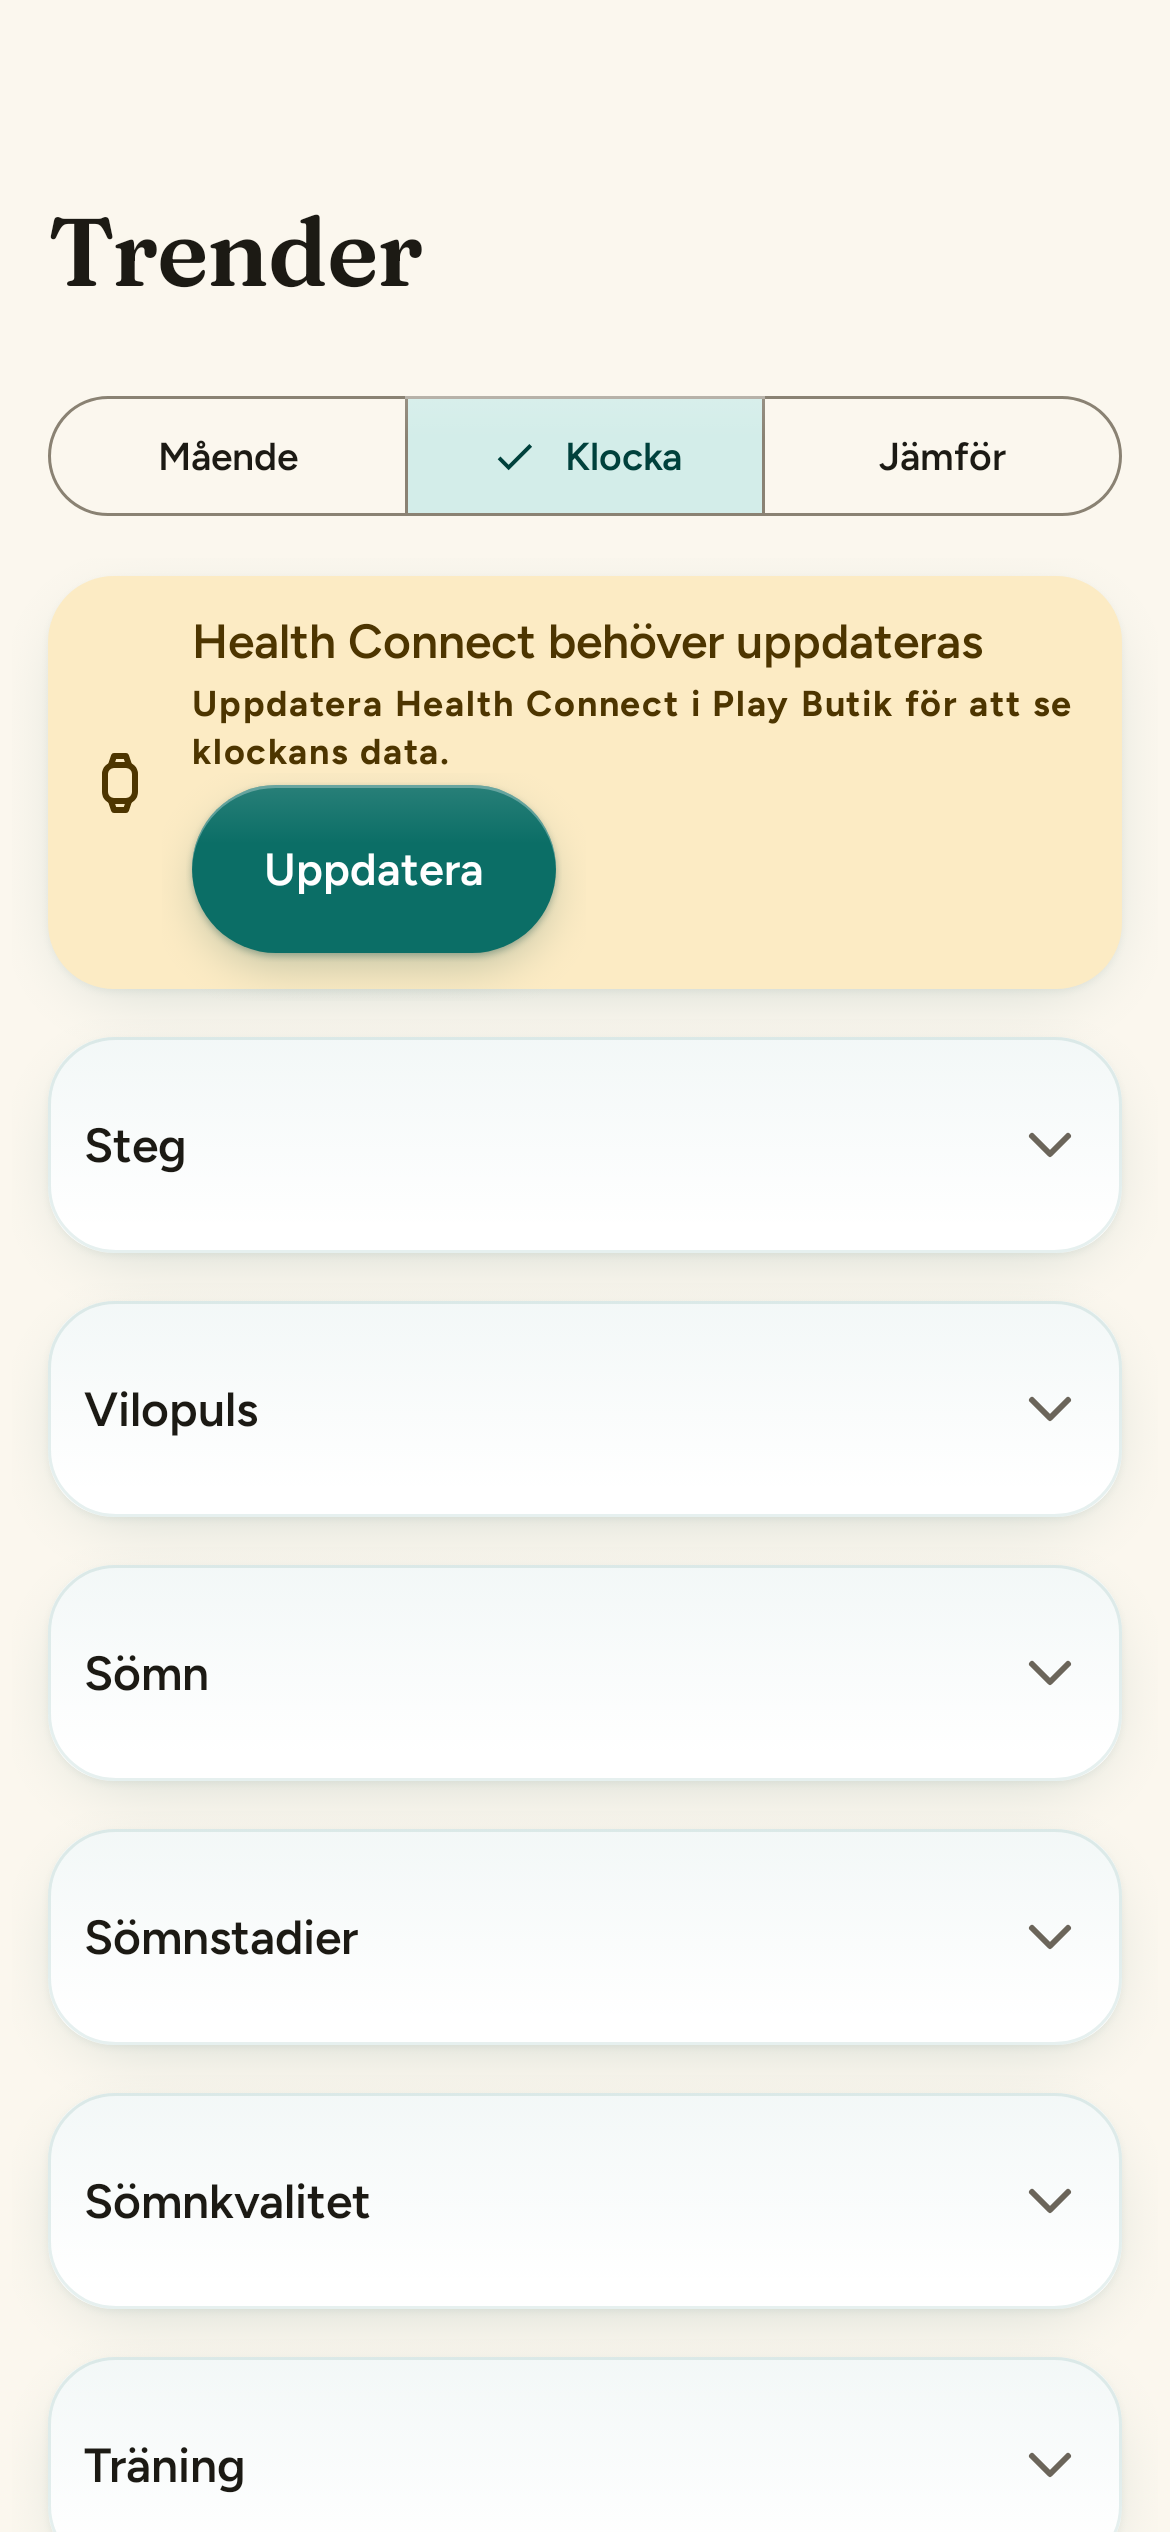 Trender
Mående
Klocka
Jämför
Health Connect behöver uppdateras
Uppdatera Health Connect i Play Butik för att se
klockans data.
Uppdatera
Steg
Vilopuls
Sömn
Sömnstadier
Sömnkvalitet
Träning